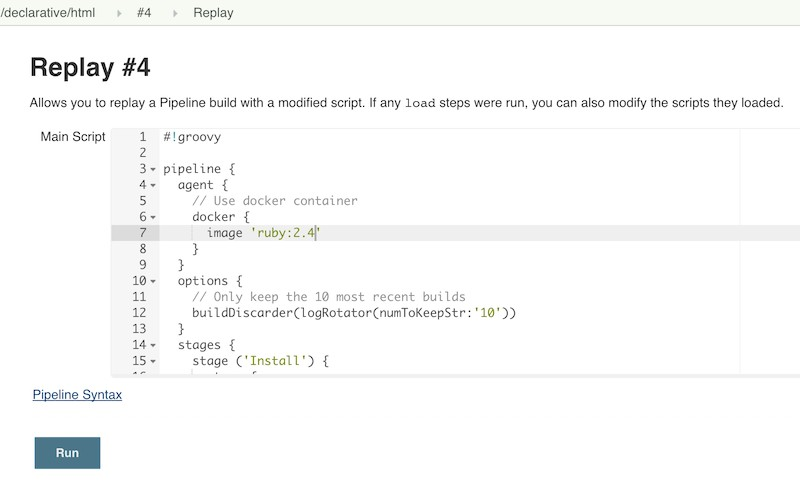 /declarative/html #4 Replay
Replay #4
Allows you to replay a Pipeline build with a modified script. If any load steps were run, you can also modify the scripts they loaded.
Main Script
1 #!groovy
2
3 pipeline {
4 agent {
5 // Use docker container
6 docker {
7 image 'ruby:2.4'
8 }
9 }
10 options {
11 // Only keep the 10 most recent builds
12 buildDiscarder(logRotator(numToKeepStr:'10'))
13 }
14 stages {
15 stage ('Install') {
Pipeline Syntax
Run